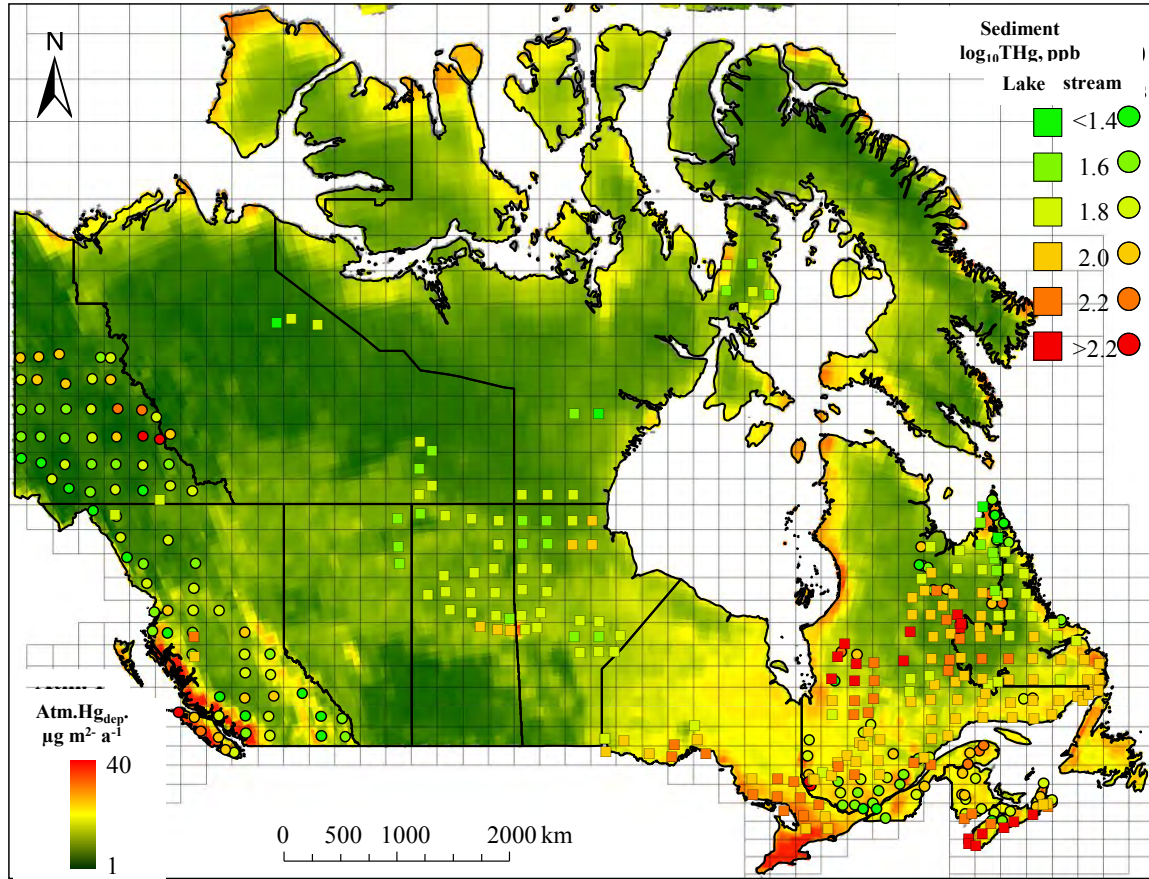 Sediment
log₁₀THg, ppb
N
Lake stream
<1.4
1.6
1.8
2.0
2.2
>2.2
Atm.Hg_dep.
µg m²⁻ a⁻¹
40
1
0 500 1000 2000 km